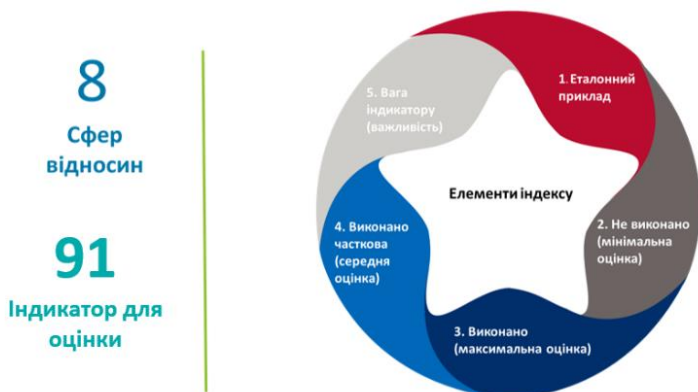 8
Сфер
відносин
91
Індикатор для
оцінки
Елементи індексу
1. Еталонний
приклад
2. Не виконано
(мінімальна
оцінка)
3. Виконано
(максимальна оцінка)
4. Виконано
часткова
(середня
оцінка)
5. Вага
індикатору
(важливість)